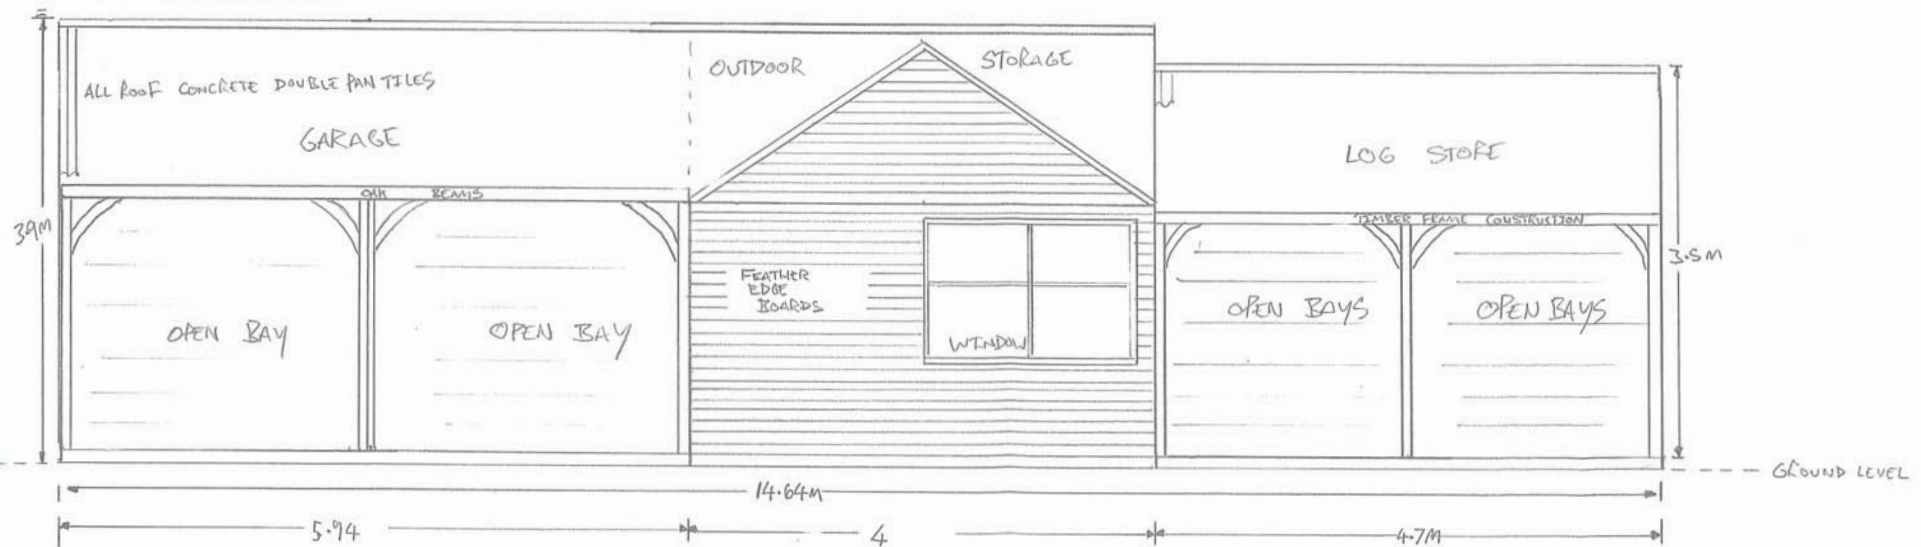 OUTDOOR STORAGE
ALL ROOF CONCRETE DOUBLE PAN TILES
GARAGE
LOG STORE
OAK BEAMS
TIMBER FRAME CONSTRUCTION
39M
3.5M
FEATHER
EDGE
BOARDS
OPEN BAY
OPEN BAY
WINDOW
OPEN BAYS
OPEN BAYS
GROUND LEVEL
14.64M
5.94
4
4.7M